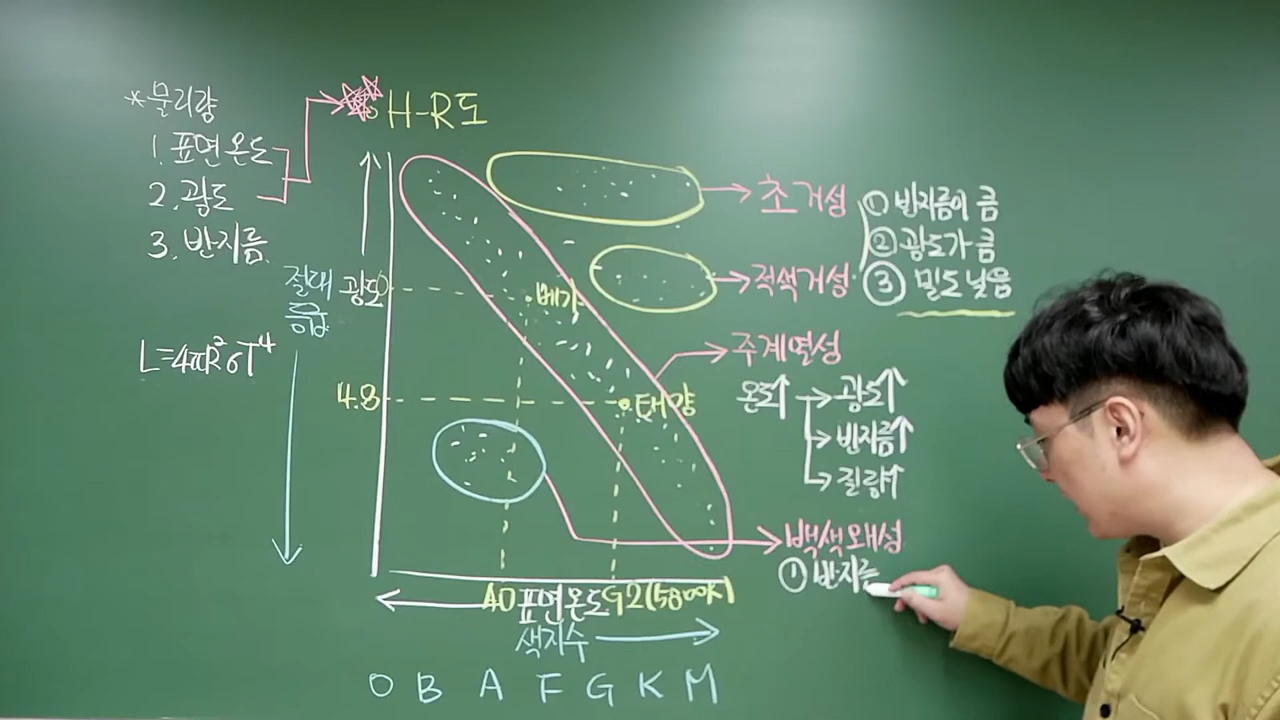 *물리량
1. 표면온도
2. 광도
3. 반지름
L=4πR²σT⁴
H-R도
절대
등급
광도
0
4.8
베가
태양
초거성
적색거성
① 반지름이 큼
② 광도가 큼
③ 밀도 낮음
주계열성
온도↑ → 광도↑
→ 반지름↑
→ 질량↑
백색왜성
① 반지름
A0 표면온도 G2(5800K)
색지수
O B A F G K M